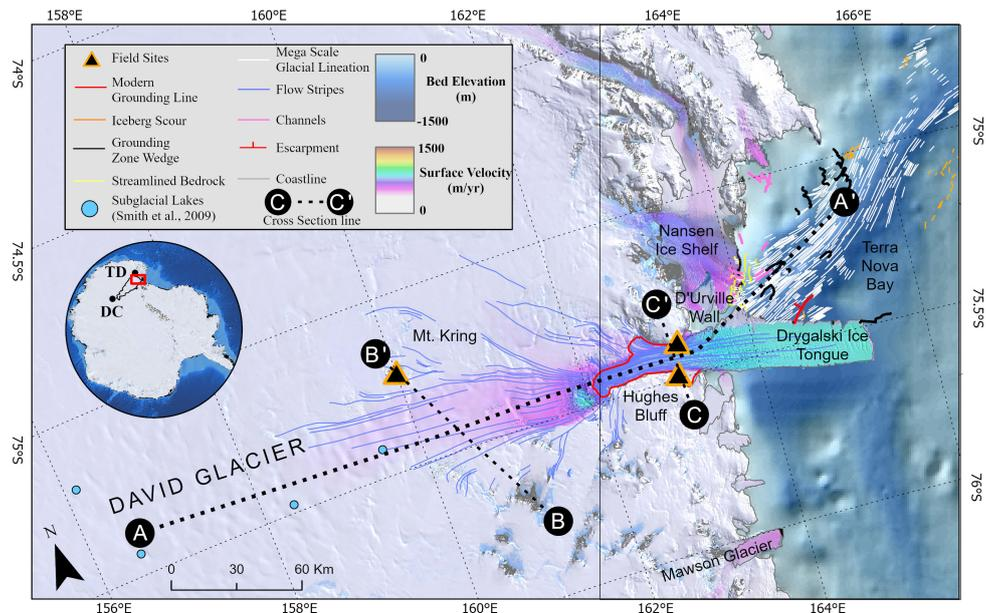 158°E
160°E
162°E
164°E
166°E
74°S
74.5°S
75°S
75°S
75.5°S
76°S
Field Sites
Modern
Grounding Line
Iceberg Scour
Grounding
Zone Wedge
Streamlined Bedrock
Subglacial Lakes
(Smith et al., 2009)
Mega Scale
Glacial Lineation
Flow Stripes
Channels
Escarpment
Coastline
C C'
Cross Section line
0
Bed Elevation
(m)
-1500
1500
Surface Velocity
(m/yr)
0
TD
DC
A'
Nansen
Ice Shelf
Terra
Nova
Bay
C'
D'Urville
Wall
Mt. Kring
B'
Drygalski Ice
Tongue
Hughes
Bluff
C
DAVID GLACIER
A
B
Mawson Glacier
N
0 30 60 Km
156°E
158°E
160°E
162°E
164°E